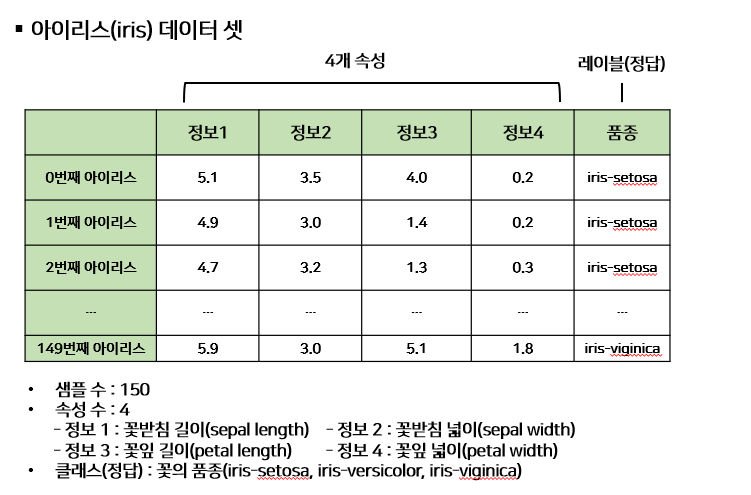 ▪ 아이리스(iris) 데이터 셋
4개 속성 레이블(정답)
정보1 정보2 정보3 정보4 품종
0번째 아이리스 5.1 3.5 4.0 0.2 iris-setosa
1번째 아이리스 4.9 3.0 1.4 0.2 iris-setosa
2번째 아이리스 4.7 3.2 1.3 0.3 iris-setosa
... ... ... ... ... ...
149번째 아이리스 5.9 3.0 5.1 1.8 iris-viginica
• 샘플 수 : 150
• 속성 수 : 4
- 정보 1 : 꽃받침 길이(sepal length) - 정보 2 : 꽃받침 넓이(sepal width)
- 정보 3 : 꽃잎 길이(petal length) - 정보 4 : 꽃잎 넓이(petal width)
• 클래스(정답) : 꽃의 품종(iris-setosa, iris-versicolor, iris-viginica)